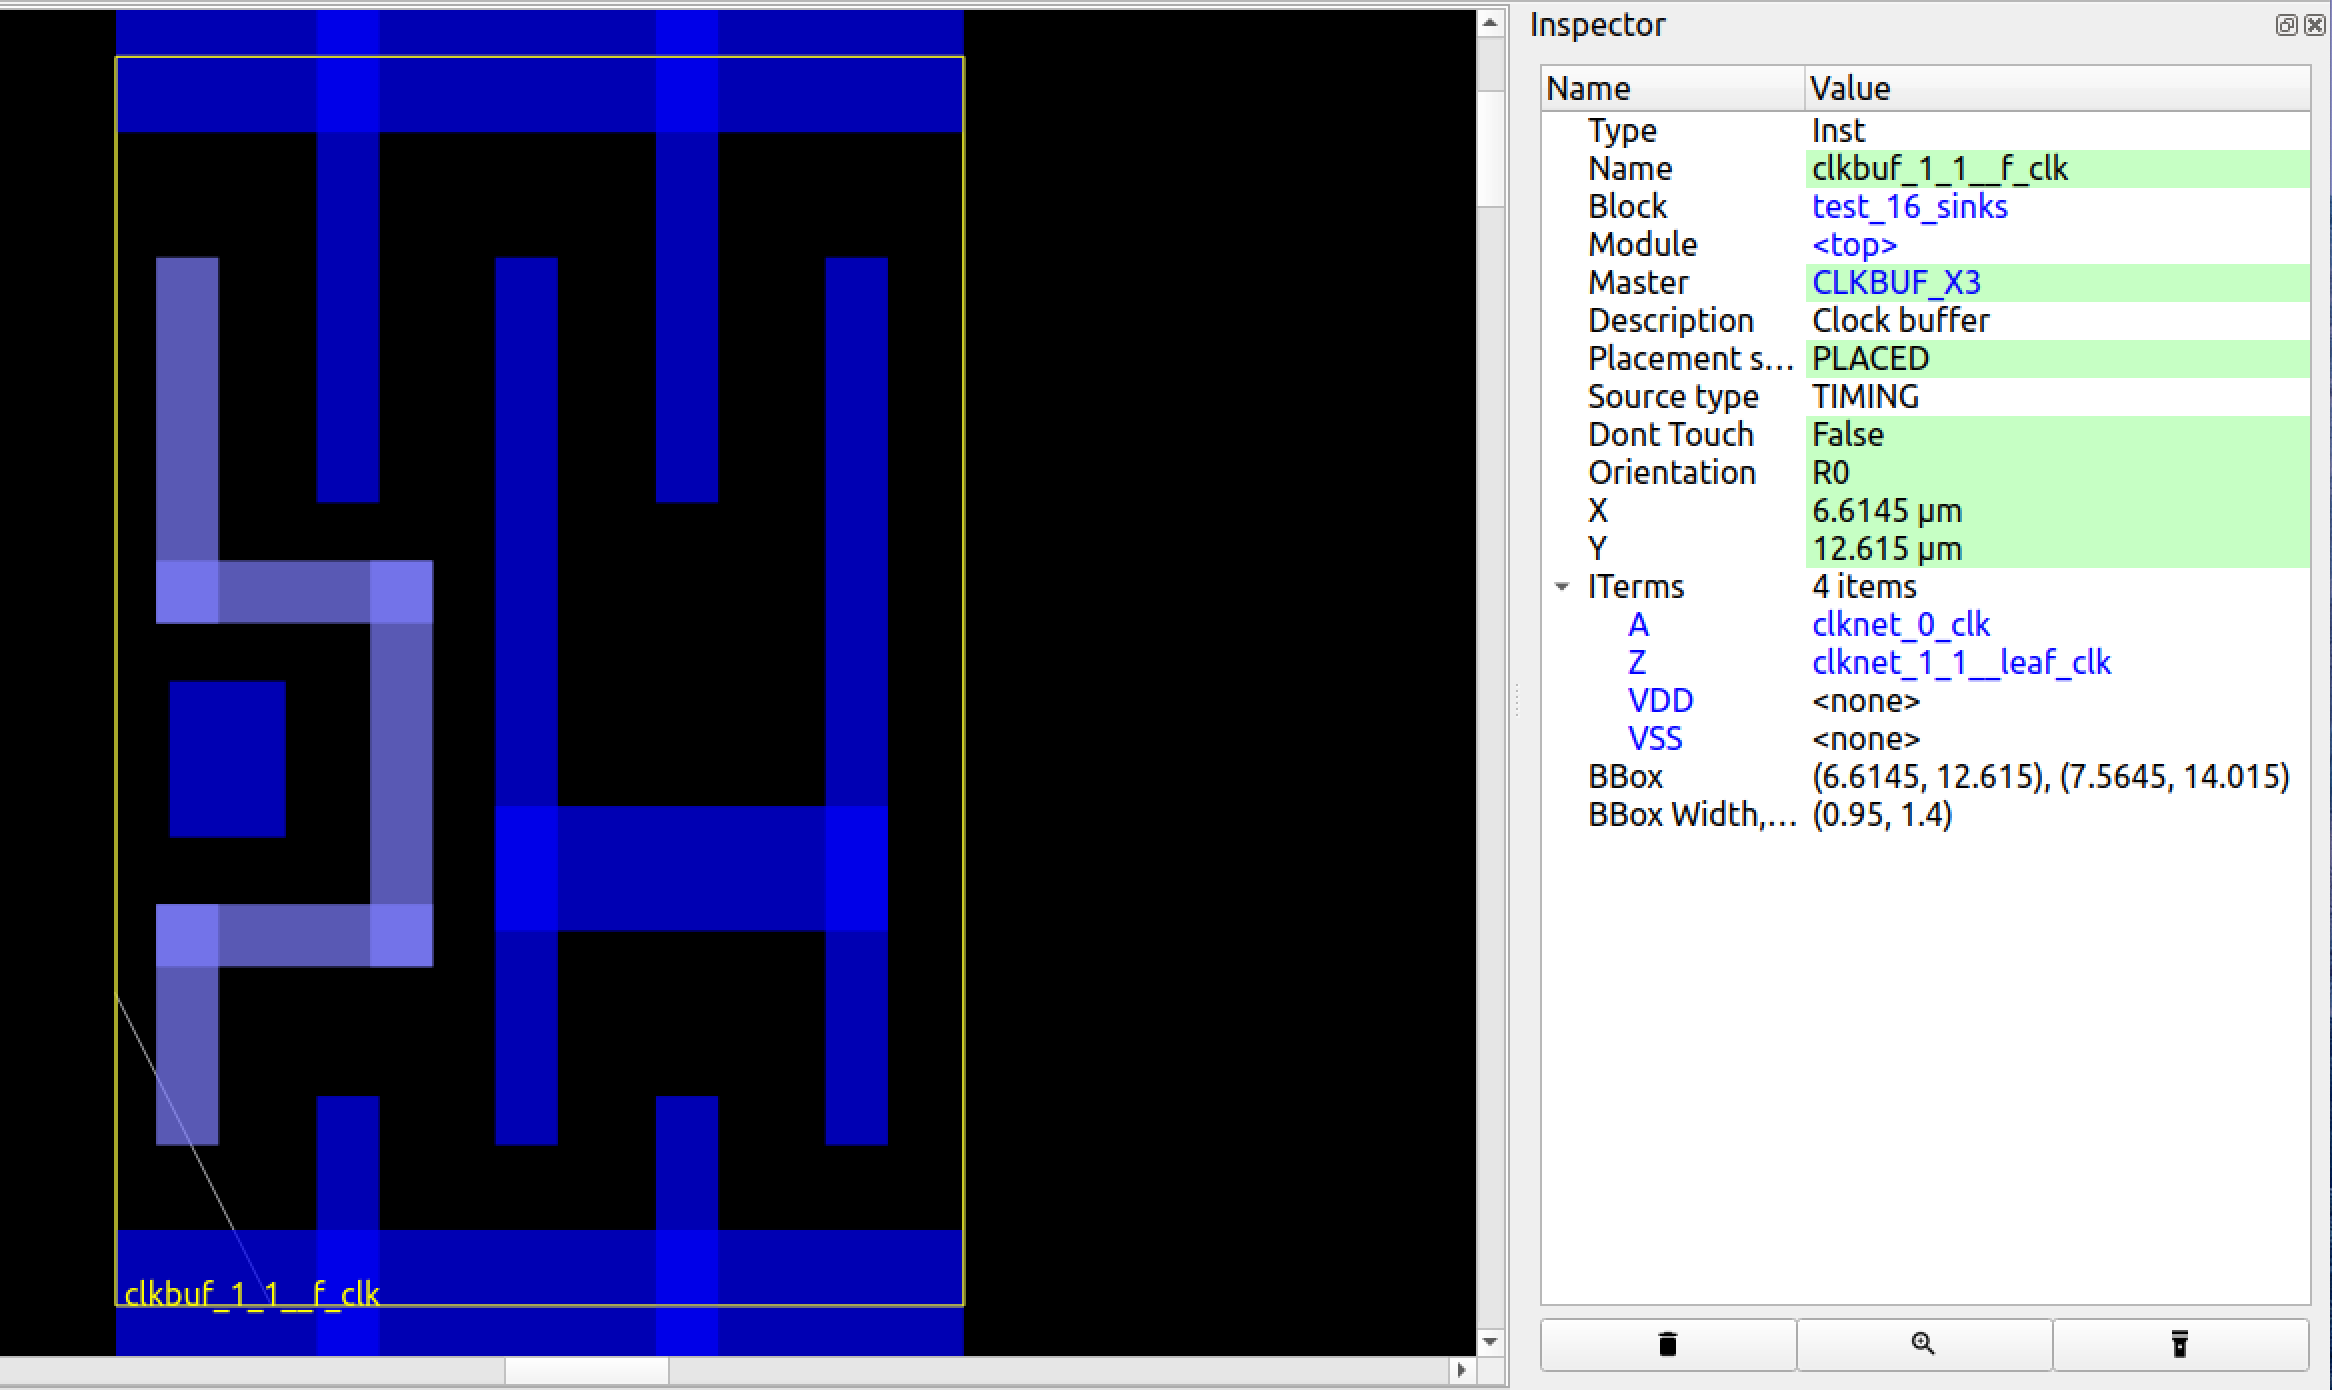 Inspector
Name Value
Type Inst
Name clkbuf_1_1__f_clk
Block test_16_sinks
Module <top>
Master CLKBUF_X3
Description Clock buffer
Placement s... PLACED
Source type TIMING
Dont Touch False
Orientation R0
X 6.6145 µm
Y 12.615 µm
ITerms 4 items
A clknet_0_clk
Z clknet_1_1__leaf_clk
VDD <none>
VSS <none>
BBox (6.6145, 12.615), (7.5645, 14.015)
BBox Width,... (0.95, 1.4)
clkbuf_1_1__f_clk